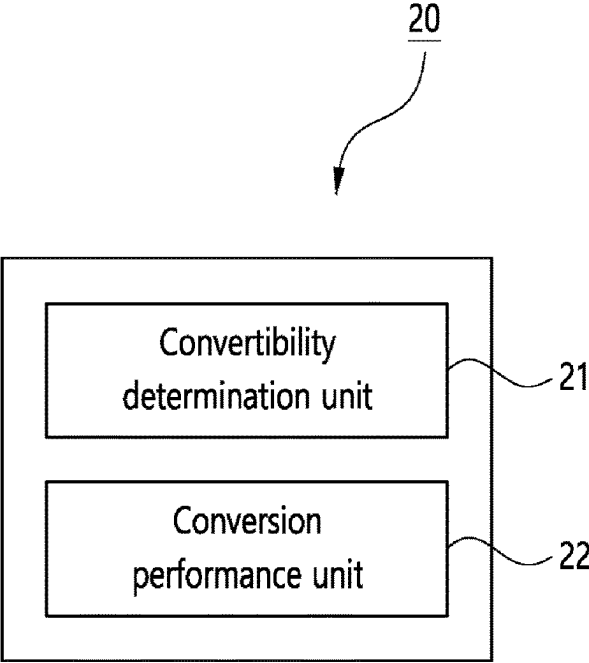 20
Convertibility
determination unit
21
Conversion
performance unit
22